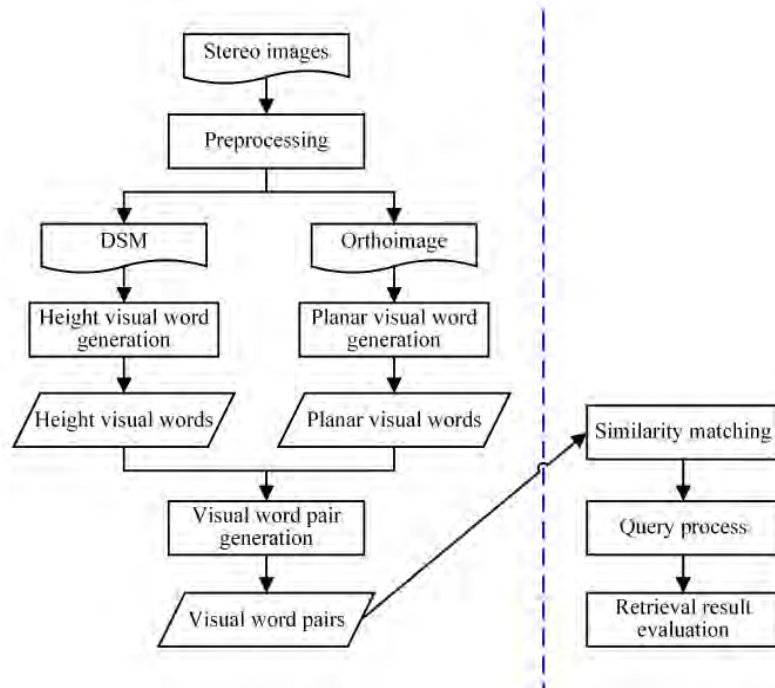 Stereo images
Preprocessing
DSM
Orthoimage
Height visual word
generation
Planar visual word
generation
Height visual words
Planar visual words
Visual word pair
generation
Visual word pairs
Similarity matching
Query process
Retrieval result
evaluation